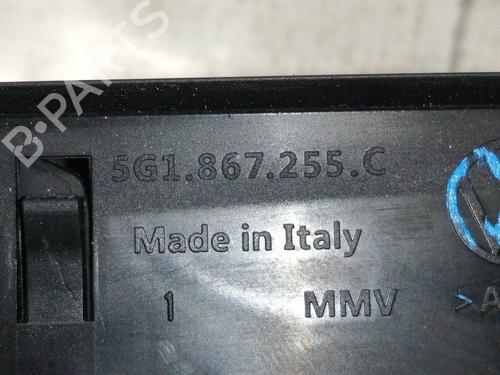 B-PARTS
5G1.867.255.C
Made in Italy
1 MMV >A